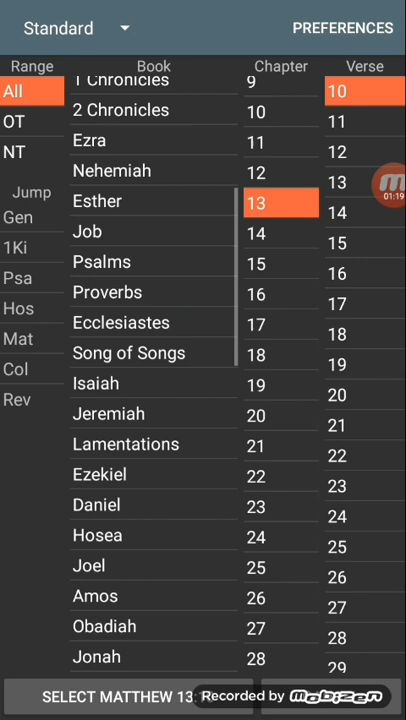 Standard
PREFERENCES
Range
Book
Chapter
Verse
All
OT
NT
Jump
Gen
1Ki
Psa
Hos
Mat
Col
Rev
1 Chronicles
2 Chronicles
Ezra
Nehemiah
Esther
Job
Psalms
Proverbs
Ecclesiastes
Song of Songs
Isaiah
Jeremiah
Lamentations
Ezekiel
Daniel
Hosea
Joel
Amos
Obadiah
Jonah
9
10
11
12
13
14
15
16
17
18
19
20
21
22
23
24
25
26
27
28
10
11
12
13
14
15
16
17
18
19
20
21
22
23
24
25
26
27
28
29
01:19
SELECT MATTHEW 13:
Recorded by mobizen